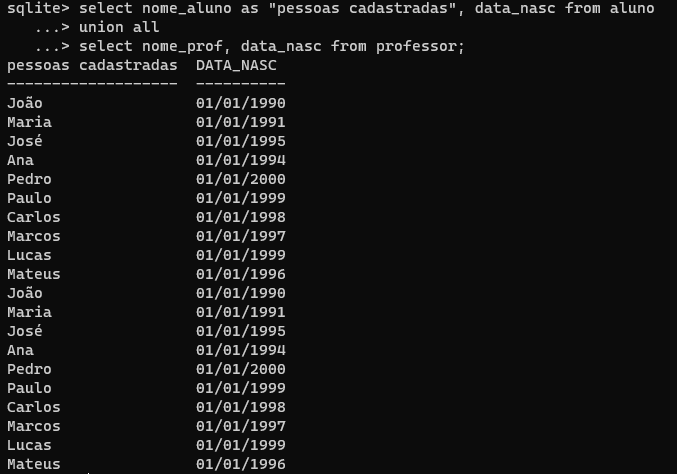 sqlite> select nome_aluno as "pessoas cadastradas", data_nasc from aluno
   ...> union all
   ...> select nome_prof, data_nasc from professor;
pessoas cadastradas  DATA_NASC
-------------------  ----------
João                 01/01/1990
Maria                01/01/1991
José                 01/01/1995
Ana                  01/01/1994
Pedro                01/01/2000
Paulo                01/01/1999
Carlos               01/01/1998
Marcos               01/01/1997
Lucas                01/01/1999
Mateus               01/01/1996
João                 01/01/1990
Maria                01/01/1991
José                 01/01/1995
Ana                  01/01/1994
Pedro                01/01/2000
Paulo                01/01/1999
Carlos               01/01/1998
Marcos               01/01/1997
Lucas                01/01/1999
Mateus               01/01/1996